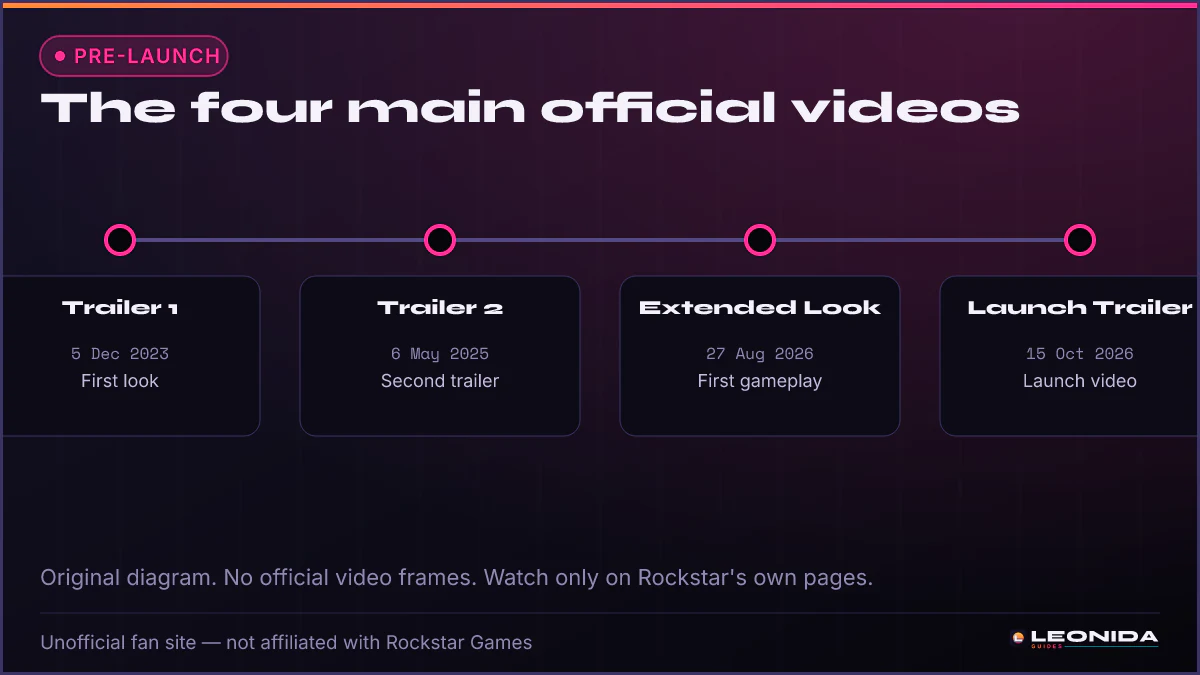 PRE-LAUNCH
The four main official videos
Trailer 1
5 Dec 2023
First look
Trailer 2
6 May 2025
Second trailer
Extended Look
27 Aug 2026
First gameplay
Launch Trailer
15 Oct 2026
Launch video
Original diagram. No official video frames. Watch only on Rockstar's own pages.
Unofficial fan site — not affiliated with Rockstar Games
LEONIDA
GUIDES